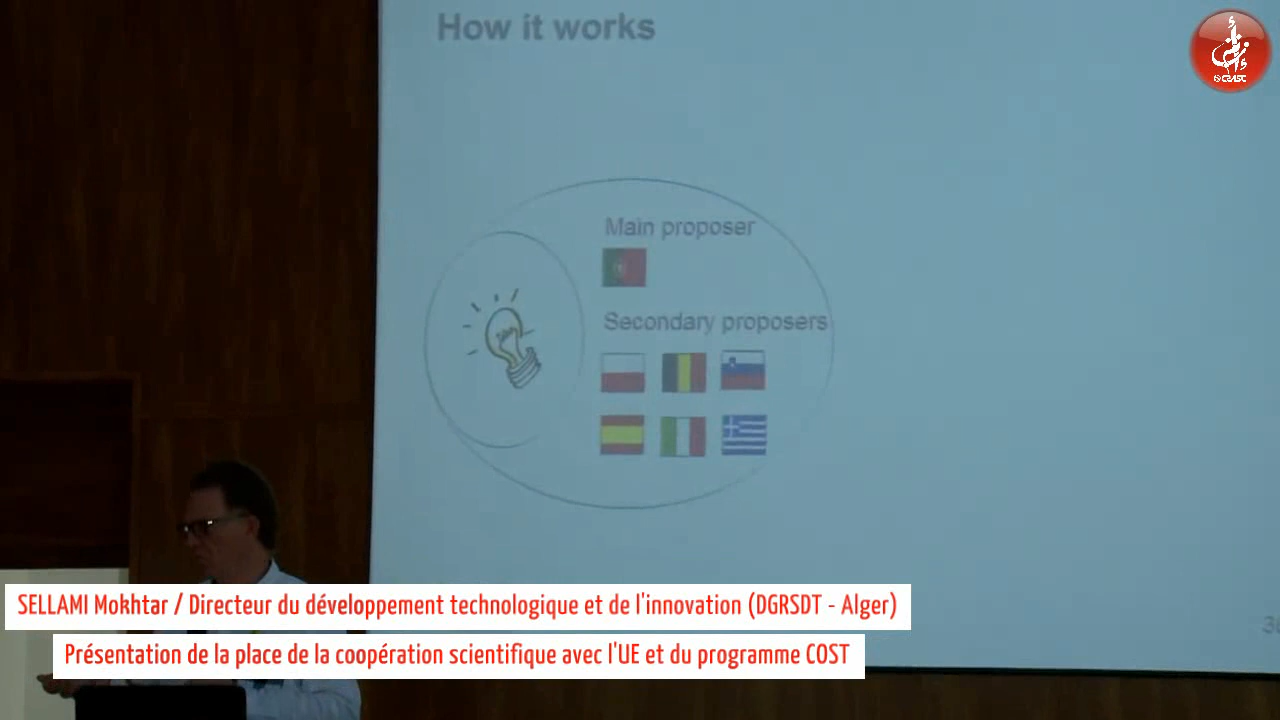 How it works
Main proposer
Secondary proposers
SELLAMI Mokhtar / Directeur du développement technologique et de l'innovation (DGRSDT - Alger)
Présentation de la place de la coopération scientifique avec l'UE et du programme COST